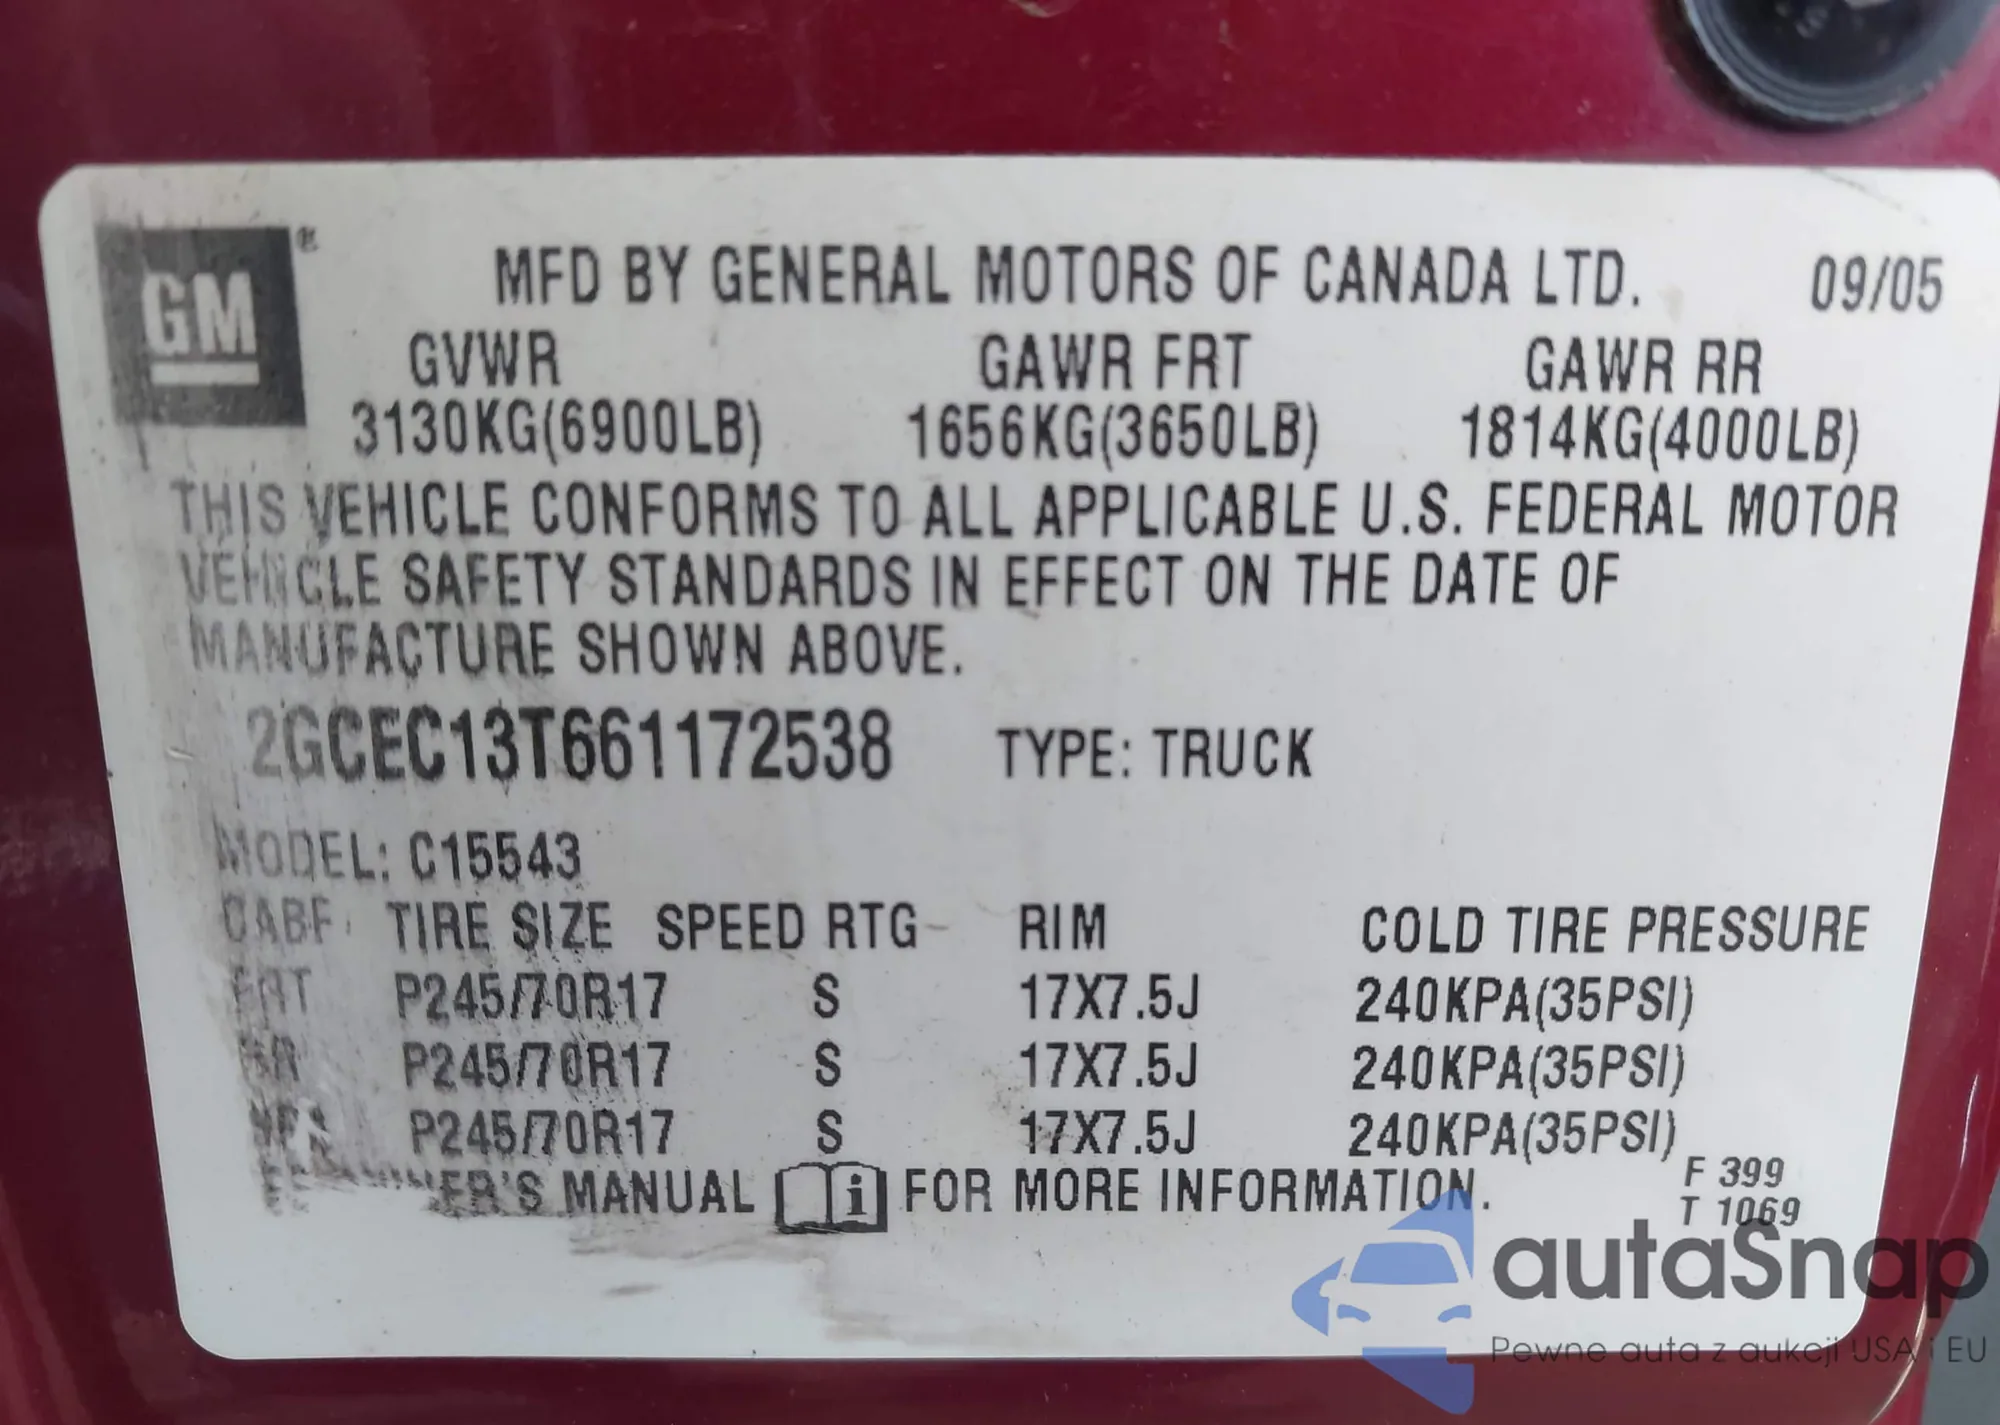 GM®
MFD BY GENERAL MOTORS OF CANADA LTD. 09/05
GVWR GAWR FRT GAWR RR
3130KG(6900LB) 1656KG(3650LB) 1814KG(4000LB)
THIS VEHICLE CONFORMS TO ALL APPLICABLE U.S. FEDERAL MOTOR
VEHICLE SAFETY STANDARDS IN EFFECT ON THE DATE OF
MANUFACTURE SHOWN ABOVE.
2GCEC13T661172538 TYPE: TRUCK
MODEL: C15543
TIRE SIZE SPEED RTG RIM COLD TIRE PRESSURE
FRT P245/70R17 S 17X7.5J 240KPA(35PSI)
RR P245/70R17 S 17X7.5J 240KPA(35PSI)
P245/70R17 S 17X7.5J 240KPA(35PSI)
MANUAL i FOR MORE INFORMATION.
F 399
T 1069
autaSnap
Pewne auta z aukcji USA i EU